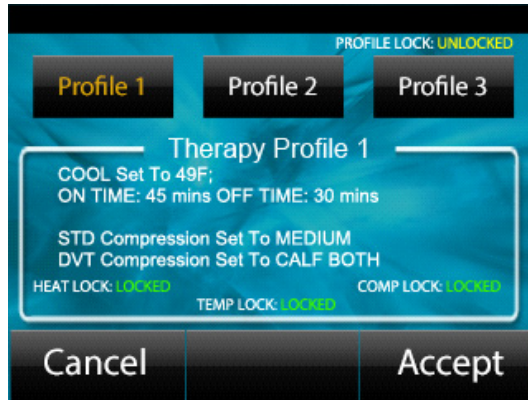 PROFILE LOCK: UNLOCKED
Profile 1 Profile 2 Profile 3
Therapy Profile 1
COOL Set To 49F;
ON TIME: 45 mins OFF TIME: 30 mins
STD Compression Set To MEDIUM
DVT Compression Set To CALF BOTH
HEAT LOCK: LOCKED COMP LOCK: LOCKED
TEMP LOCK: LOCKED
Cancel Accept